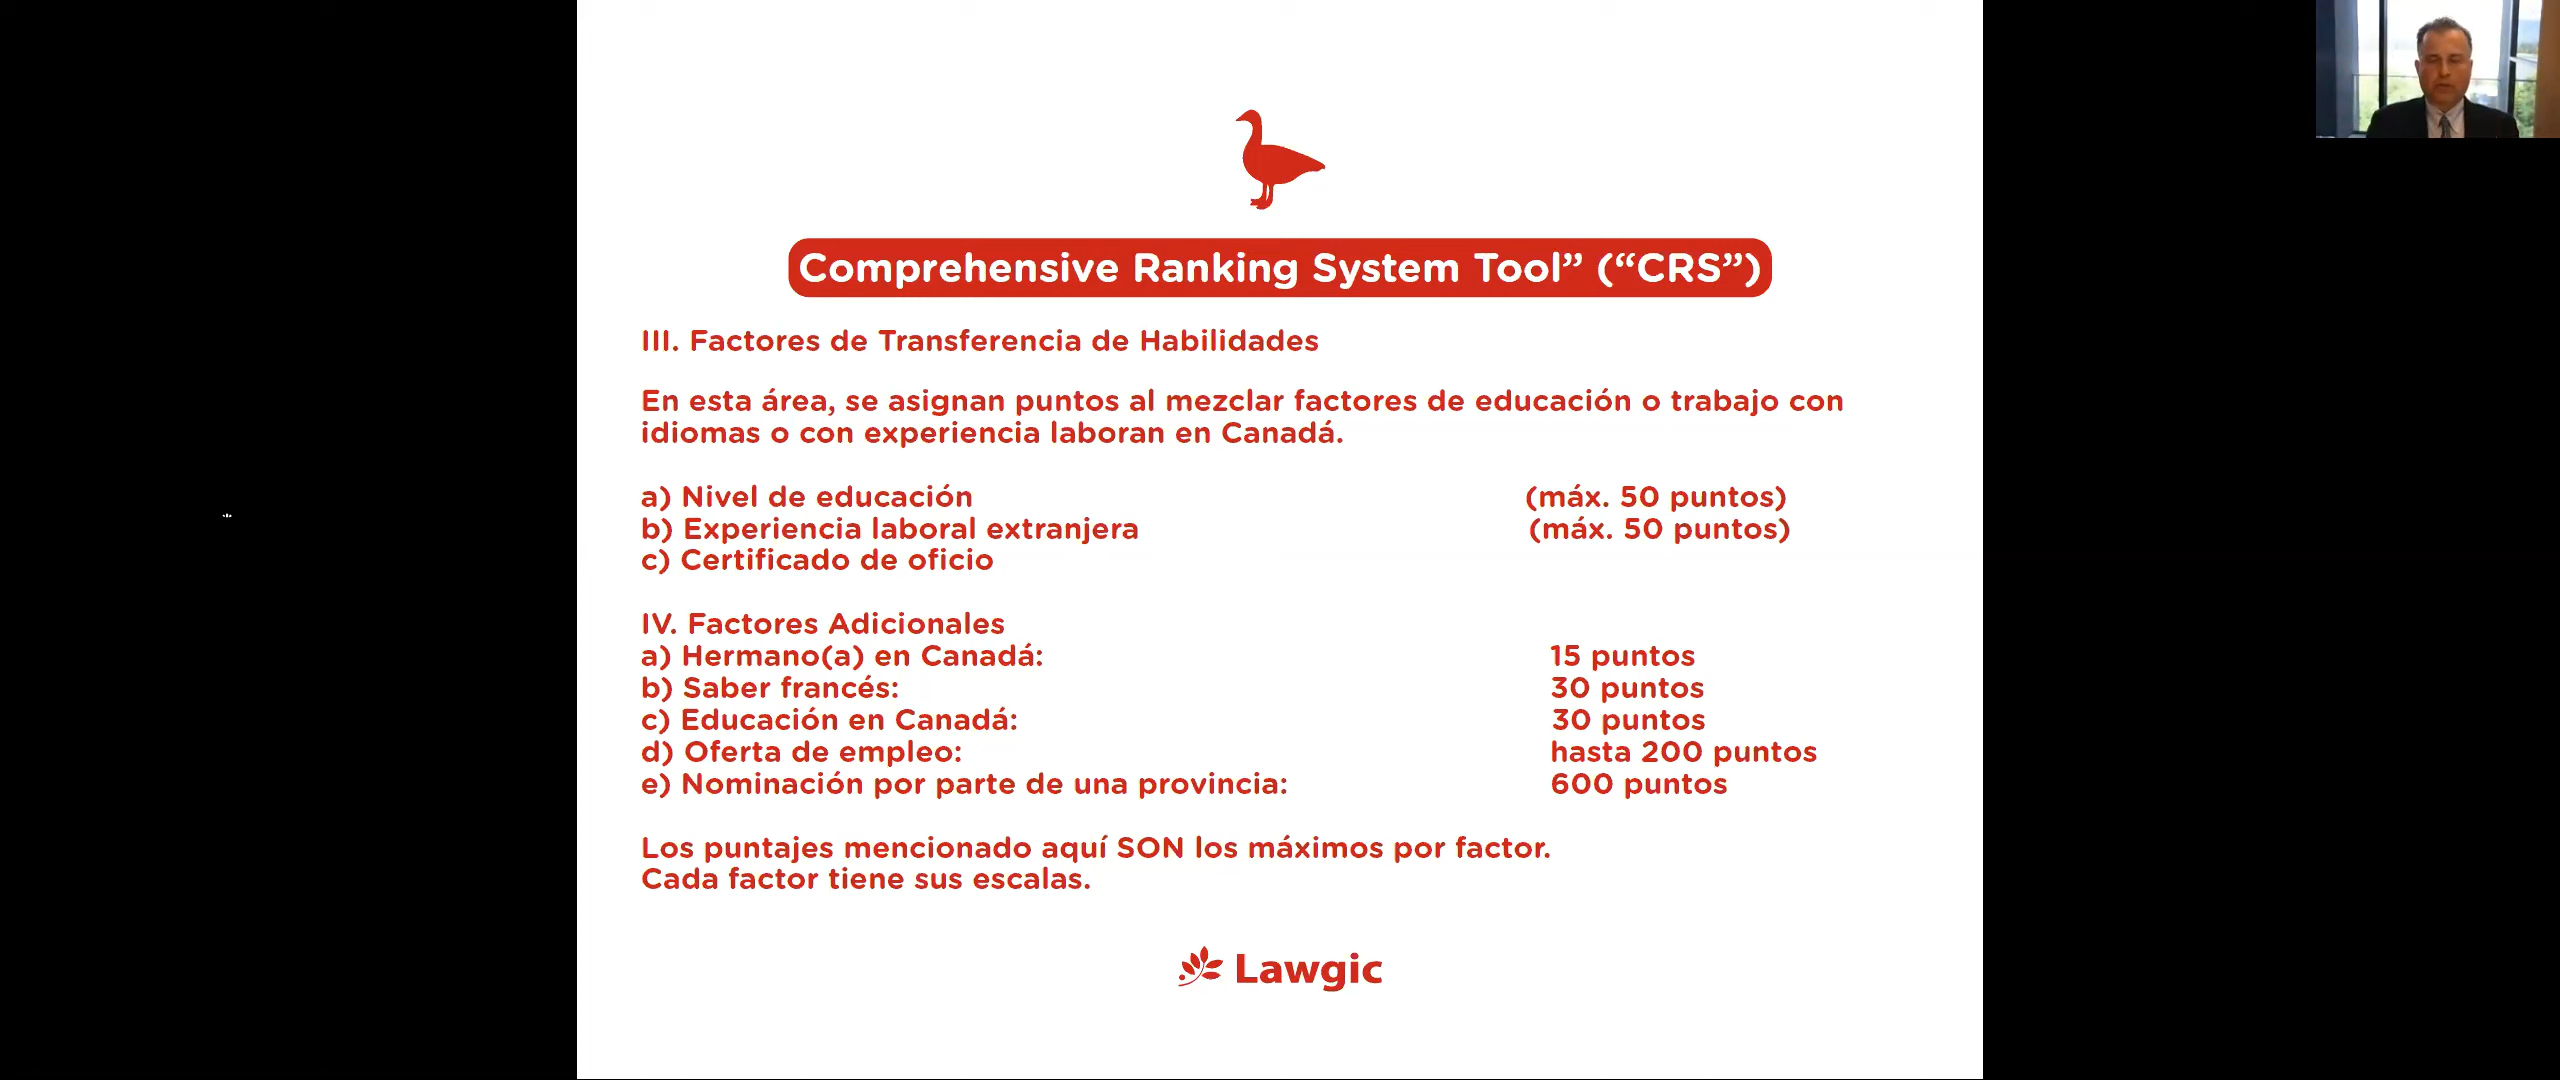 Comprehensive Ranking System Tool” (“CRS”)
III. Factores de Transferencia de Habilidades
En esta área, se asignan puntos al mezclar factores de educación o trabajo con
idiomas o con experiencia laboran en Canadá.
a) Nivel de educación (máx. 50 puntos)
b) Experiencia laboral extranjera (máx. 50 puntos)
c) Certificado de oficio
IV. Factores Adicionales
a) Hermano(a) en Canadá: 15 puntos
b) Saber francés: 30 puntos
c) Educación en Canadá: 30 puntos
d) Oferta de empleo: hasta 200 puntos
e) Nominación por parte de una provincia: 600 puntos
Los puntajes mencionado aquí SON los máximos por factor.
Cada factor tiene sus escalas.
Lawgic